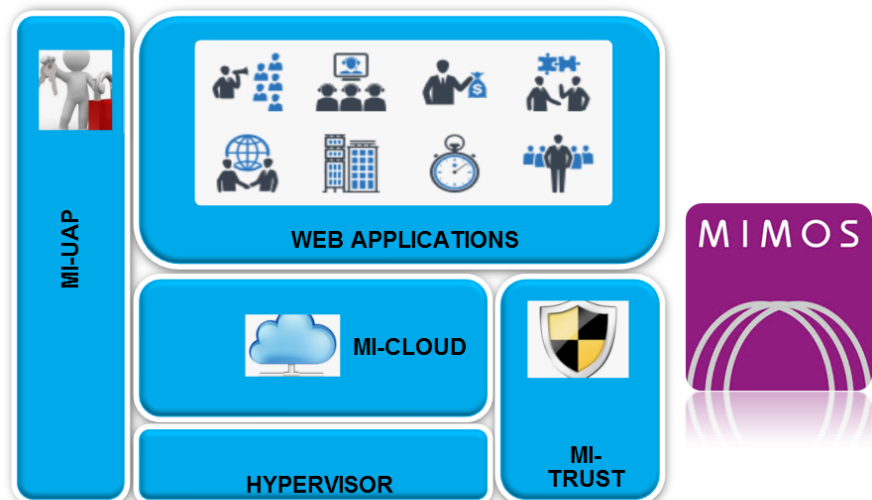 MI-UAP
WEB APPLICATIONS
MI-CLOUD
MI-
TRUST
HYPERVISOR
MIMOS